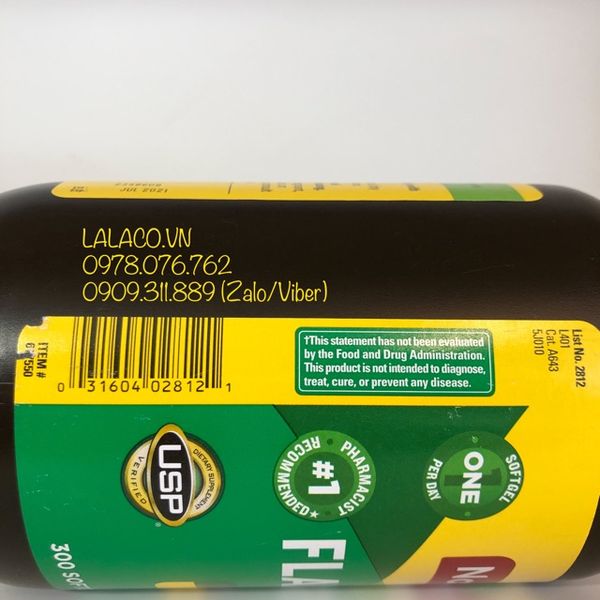 JUL 2021
LALACO.VN
0978.076.762
0909.311.889 (Zalo/Viber)
ITEM #
0 31604 02812 1
†This statement has not been evaluated
by the Food and Drug Administration.
This product is not intended to diagnose,
treat, cure, or prevent any disease.
List No. 2812
L401
Cat. A643
5J010
DIETARY SUPPLEMENT
USP
VERIFIED
PHARMACIST
#1
RECOMMENDED
ONE
SOFTGEL
PER DAY
1
300
FLA